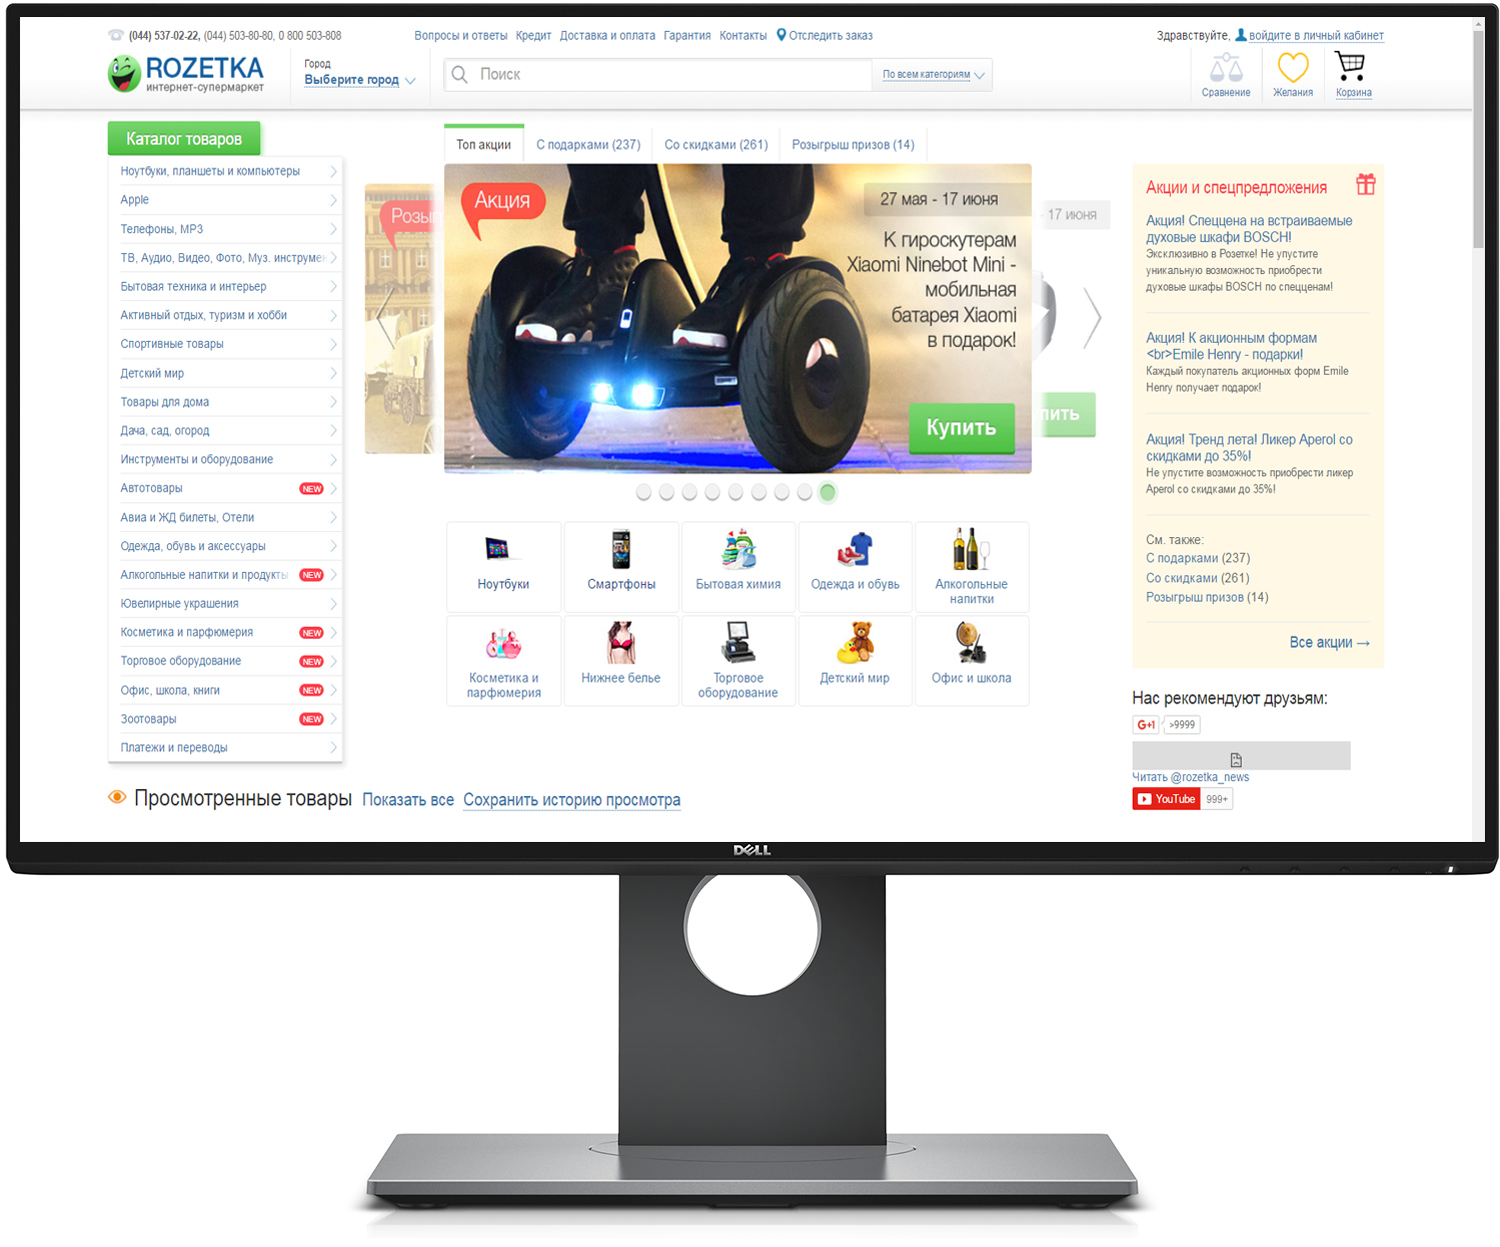 (044) 537-02-22, (044) 503-80-80, 0 800 503-808
Вопросы и ответы Кредит Доставка и оплата Гарантия Контакты Отследить заказ
Здравствуйте, войдите в личный кабинет
ROZETKA
интернет-супермаркет
Город
Выберите город
Поиск
По всем категориям
Сравнение
Желания
Корзина
Каталог товаров
Ноутбуки, планшеты и компьютеры
Apple
Телефоны, MP3
ТВ, Аудио, Видео, Фото, Муз. инструме
Бытовая техника и интерьер
Активный отдых, туризм и хобби
Спортивные товары
Детский мир
Товары для дома
Дача, сад, огород
Инструменты и оборудование
Автотовары NEW
Авиа и ЖД билеты, Отели
Одежда, обувь и аксессуары
Алкогольные напитки и продукты NEW
Ювелирные украшения
Косметика и парфюмерия NEW
Торговое оборудование NEW
Офис, школа, книги NEW
Зоотовары NEW
Платежи и переводы
Топ акции
С подарками (237)
Со скидками (261)
Розыгрыш призов (14)
Розыг
Акция
27 мая - 17 июня
К гироскутерам
Xiaomi Ninebot Mini -
мобильная
батарея Xiaomi
в подарок!
Купить
17 июня
пить
Ноутбуки
Смартфоны
Бытовая химия
Одежда и обувь
Алкогольные
напитки
Косметика и
парфюмерия
Нижнее белье
Торговое
оборудование
Детский мир
Офис и школа
Акции и спецпредложения
Акция! Спеццена на встраиваемые
духовые шкафи BOSCH!
Эксклюзивно в Розетке! Не упустите
уникальную возможность приобрести
духовые шкафы BOSCH по спецценам!
Акция! К акционным формам
<br>Emile Henry - подарки!
Каждый покупатель акционных форм Emile
Henry получает подарок!
Акция! Тренд лета! Ликер Aperol со
скидками до 35%!
Не упустите возможность приобрести ликер
Aperol со скидками до 35%!
См. также:
С подарками (237)
Со скидками (261)
Розыгрыш призов (14)
Все акции →
Нас рекомендуют друзьям:
G+1 >9999
Читать @rozetka_news
YouTube 999+
Просмотренные товары Показать все Сохранить историю просмотра
DELL